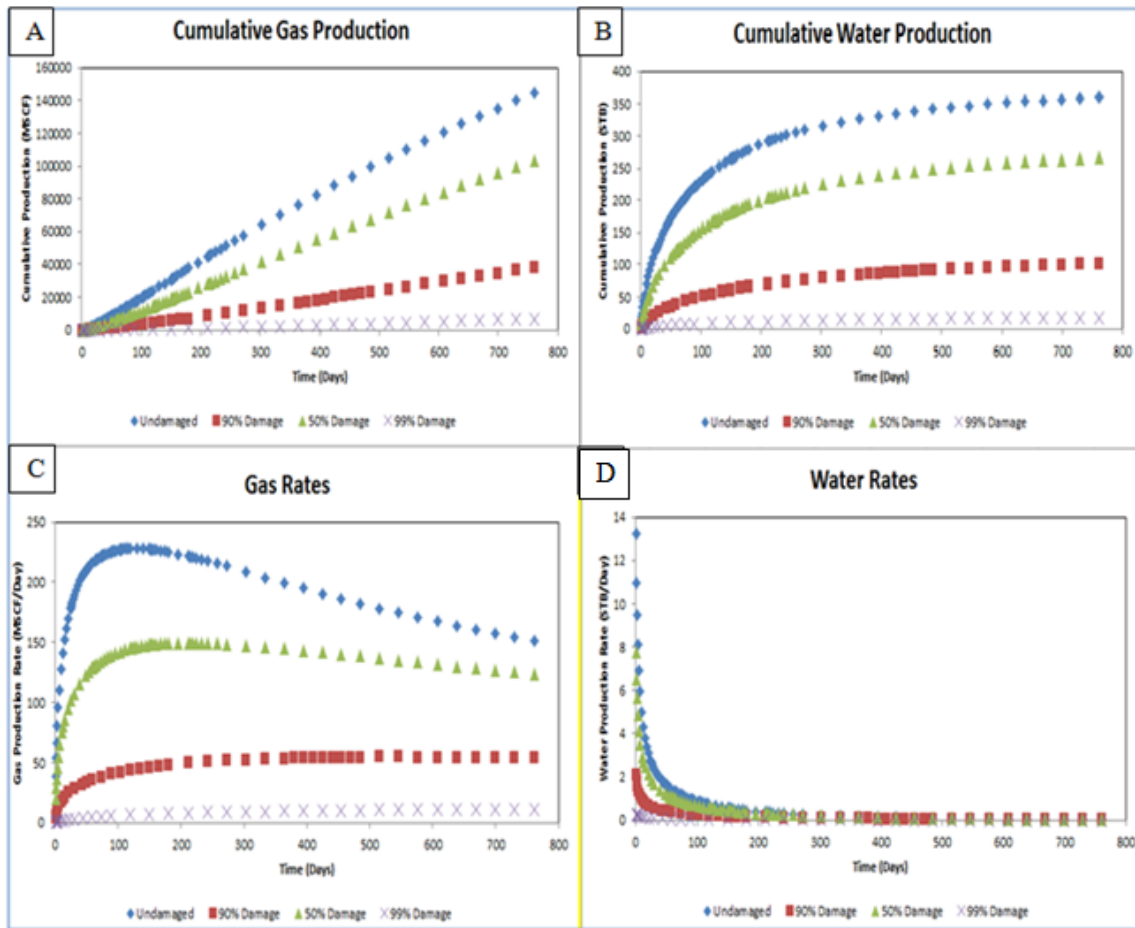 A
Cumulative Gas Production
Cumulative Production (MSCF)
160000
140000
120000
100000
80000
60000
40000
20000
0
0 100 200 300 400 500 600 700 800
Time (Days)
Undamaged 90% Damage 50% Damage 99% Damage
B
Cumulative Water Production
Cumulative Production (STB)
400
350
300
250
200
150
100
50
0
0 100 200 300 400 500 600 700 800
Time (Days)
Undamaged 90% Damage 50% Damage 99% Damage
C
Gas Rates
Gas Production Rate (MSCF/Day)
250
200
150
100
50
0
0 100 200 300 400 500 600 700 800
Time (Days)
Undamaged 90% Damage 50% Damage 99% Damage
D
Water Rates
Water Production Rate (STB/Day)
14
12
10
8
6
4
2
0
0 100 200 300 400 500 600 700 800
Time (Days)
Undamaged 90% Damage 50% Damage 99% Damage